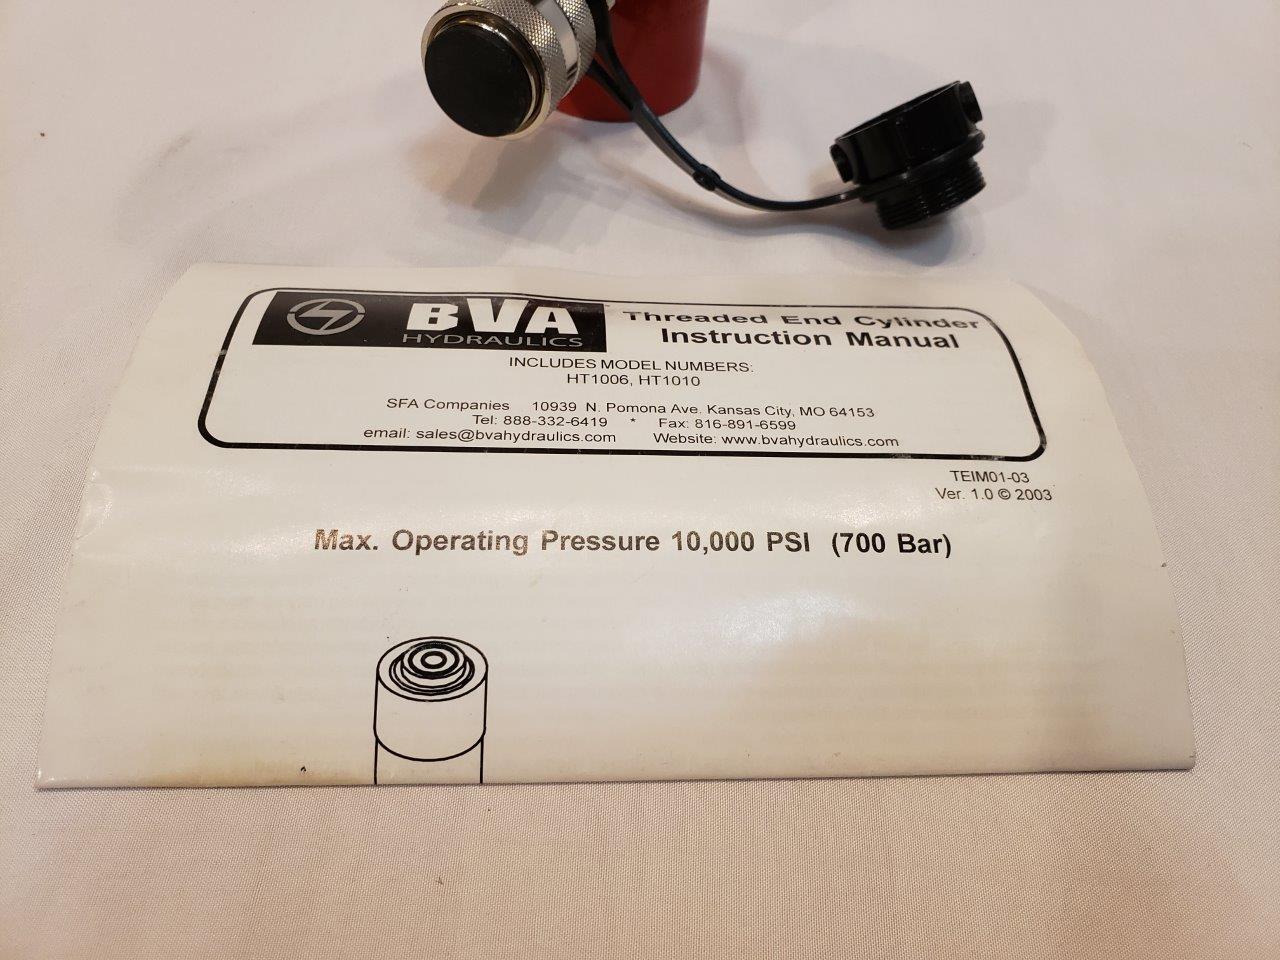 BVA
HYDRAULICS
Threaded End Cylinder
Instruction Manual
INCLUDES MODEL NUMBERS:
HT1006, HT1010
SFA Companies 10939 N. Pomona Ave. Kansas City, MO 64153
Tel: 888-332-6419 * Fax: 816-891-6599
email: sales@bvahydraulics.com Website: www.bvahydraulics.com
TEIM01-03
Ver. 1.0 © 2003
Max. Operating Pressure 10,000 PSI (700 Bar)